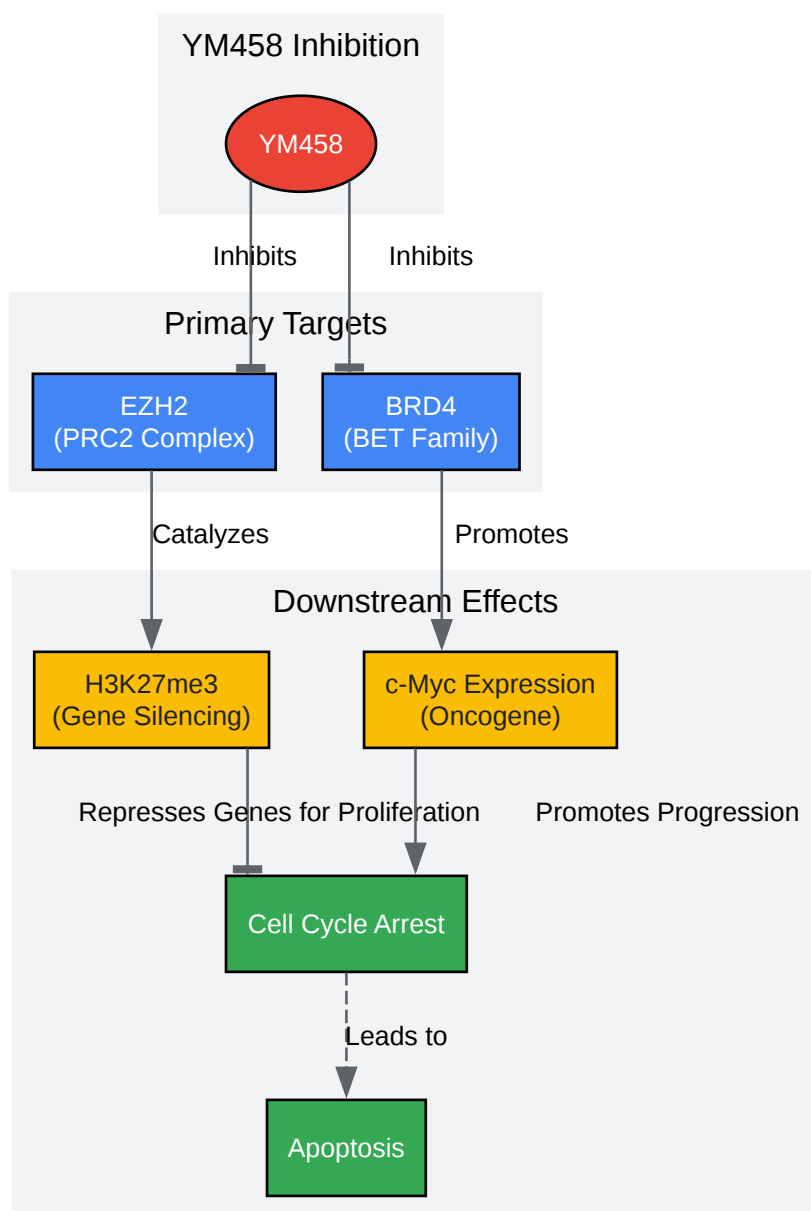 YM458 Inhibition
YM458
Inhibits
Inhibits
Primary Targets
EZH2
(PRC2 Complex)
BRD4
(BET Family)
Catalyzes
Promotes
Downstream Effects
H3K27me3
(Gene Silencing)
c-Myc Expression
(Oncogene)
Represses Genes for Proliferation
Promotes Progression
Cell Cycle Arrest
Leads to
Apoptosis